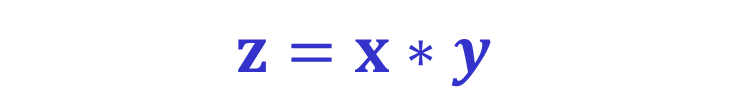 z = x * y